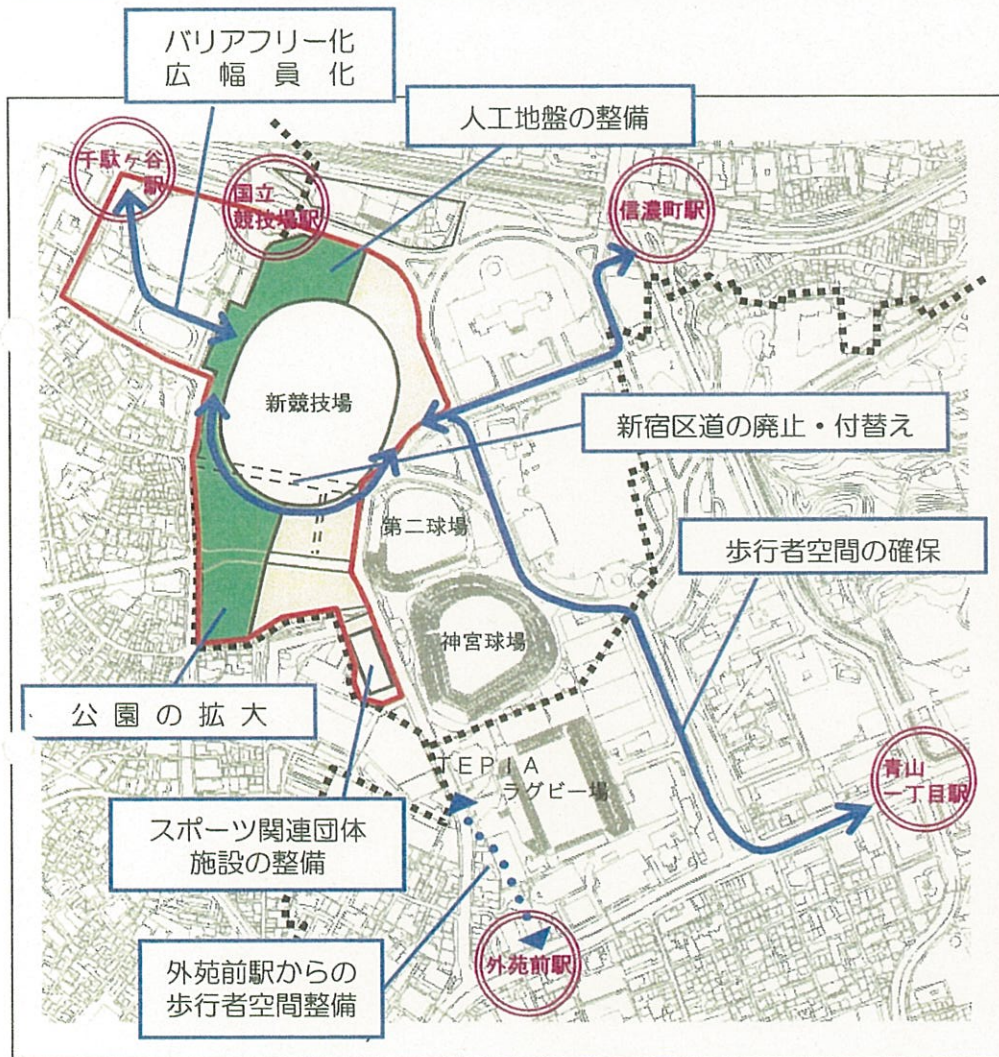 バリアフリー化
広幅員化
人工地盤の整備
千駄ヶ谷
駅
国立
競技場駅
信濃町駅
新競技場
新宿区道の廃止・付替え
第二球場
歩行者空間の確保
神宮球場
公園の拡大
TEPIA
ラグビー場
青山
一丁目駅
スポーツ関連団体
施設の整備
外苑前駅からの
歩行者空間整備
外苑前駅